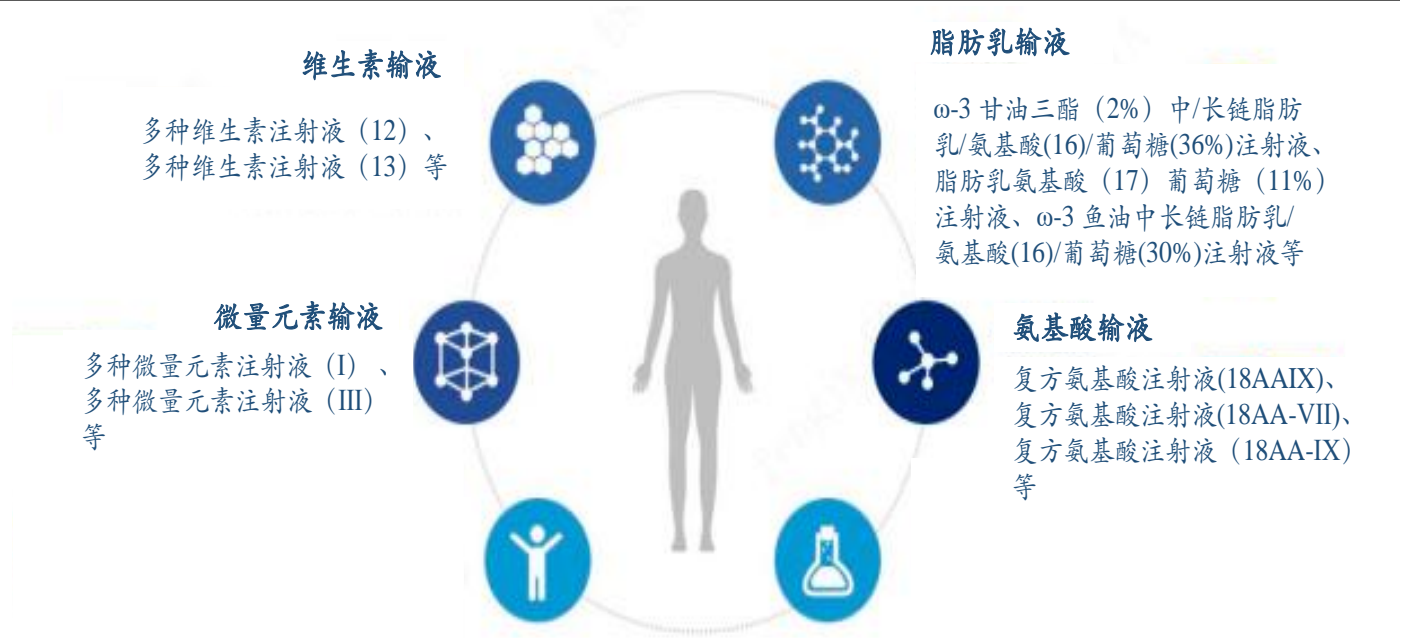 维生素输液
多种维生素注射液（12）、
多种维生素注射液（13）等
脂肪乳输液
ω-3 甘油三酯（2%）中/长链脂肪
乳/氨基酸(16)/葡萄糖(36%)注射液、
脂肪乳氨基酸（17）葡萄糖（11%）
注射液、ω-3 鱼油中长链脂肪乳/
氨基酸(16)/葡萄糖(30%)注射液等
微量元素输液
多种微量元素注射液（I）、
多种微量元素注射液（III）
等
氨基酸输液
复方氨基酸注射液(18AAIX)、
复方氨基酸注射液(18AA-VII)、
复方氨基酸注射液（18AA-IX）
等